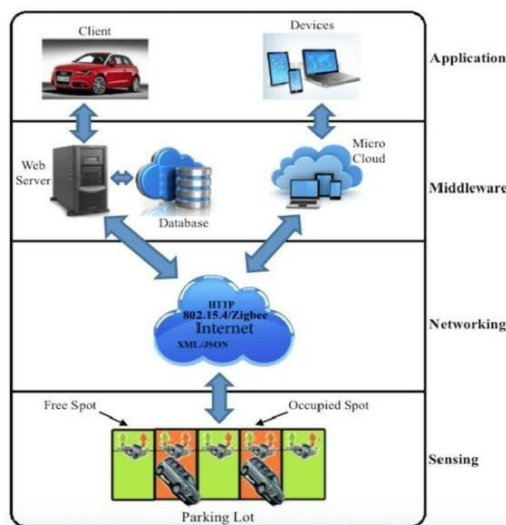 Client
Devices
Application
Web
Server
Database
Micro
Cloud
Middleware
HTTP
802.15.4/Zigbee
Internet
XML/JSON
Networking
Free Spot
Occupied Spot
Sensing
Parking Lot